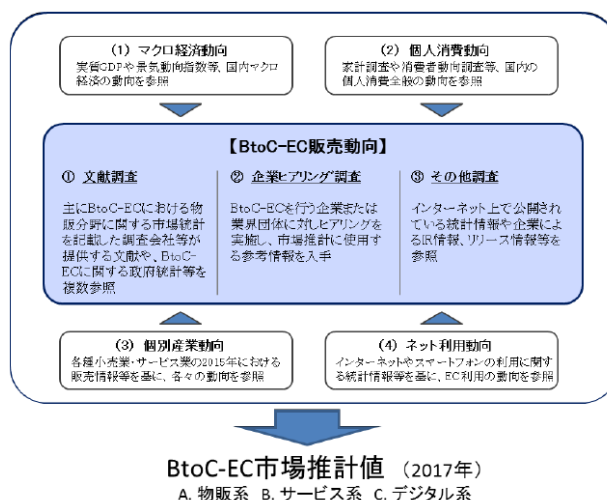 （1）マクロ経済動向
実質GDPや景気動向指数等、国内マクロ
経済の動向を参照
（2）個人消費動向
家計調査や消費者動向調査等、国内の
個人消費全般の動向を参照
【BtoC-EC販売動向】
① 文献調査
主にBtoC-ECにおける物
販分野に関する市場統計
を記載した調査会社等が
提供する文献や、BtoC-
ECに関する政府統計等を
複数参照
② 企業ヒアリング調査
BtoC-ECを行う企業または
業界団体に対しヒアリングを
実施し、市場推計に使用す
る参考情報を入手
③ その他調査
インターネット上で公開され
ている統計情報や企業によ
るIR情報、リリース情報等を
参照
（3）個別産業動向
各種小売業・サービス業の2015年における
販売情報等を基に、各々の動向を参照
（4）ネット利用動向
インターネットやスマートフォンの利用に関す
る統計情報等を基に、EC利用の動向を参照
BtoC-EC市場推計値 （2017年）
A. 物販系 B. サービス系 C. デジタル系